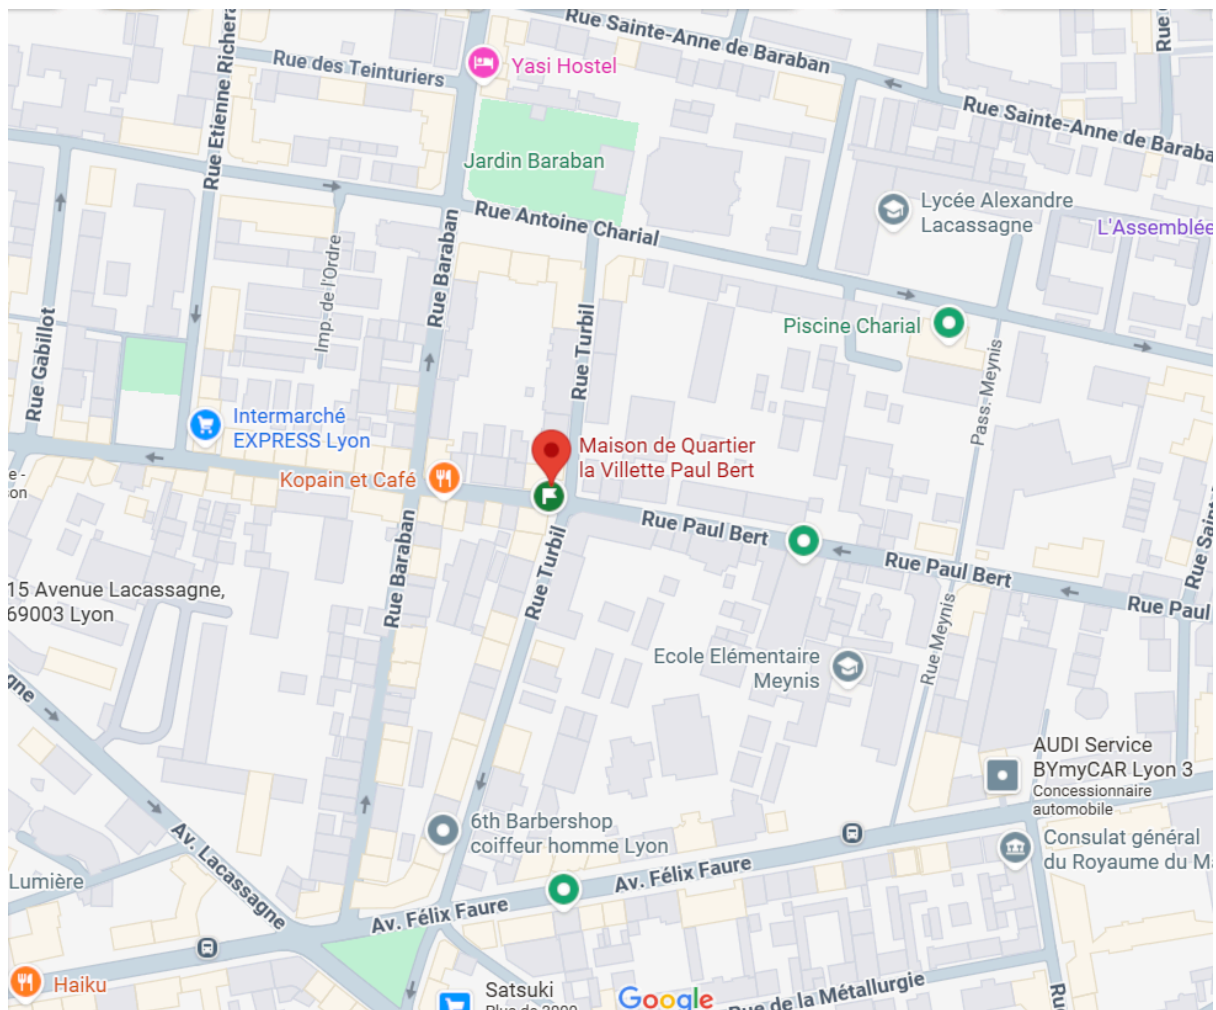 Rue Sainte-Anne de Baraban
Rue Etienne Richera
Rue des Teinturiers
Yasi Hostel
Rue Sainte-Anne de Baraba
Jardin Baraban
Rue Antoine Charial
Lycée Alexandre
Lacassagne
L'Assemblée
Rue Baraban
Imp. de l'Ordre
Rue Gabillot
Rue Turbil
Piscine Charial
Pass. Meynis
Intermarché
EXPRESS Lyon
Kopain et Café
Maison de Quartier
la Villette Paul Bert
Rue Paul Bert
Rue Paul Bert
Rue Paul
Rue Sainte
Rue Baraban
Rue Turbil
Rue Meynis
15 Avenue Lacassagne,
69003 Lyon
Ecole Elémentaire
Meynis
AUDI Service
BYmyCAR Lyon 3
Concessionnaire
automobile
6th Barbershop
coiffeur homme Lyon
Consulat général
du Royaume du Ma
Av. Lacassagne
Lumière
Av. Félix Faure
Av. Félix Faure
Haiku
Satsuki
Google
Rue de la Métallurgie